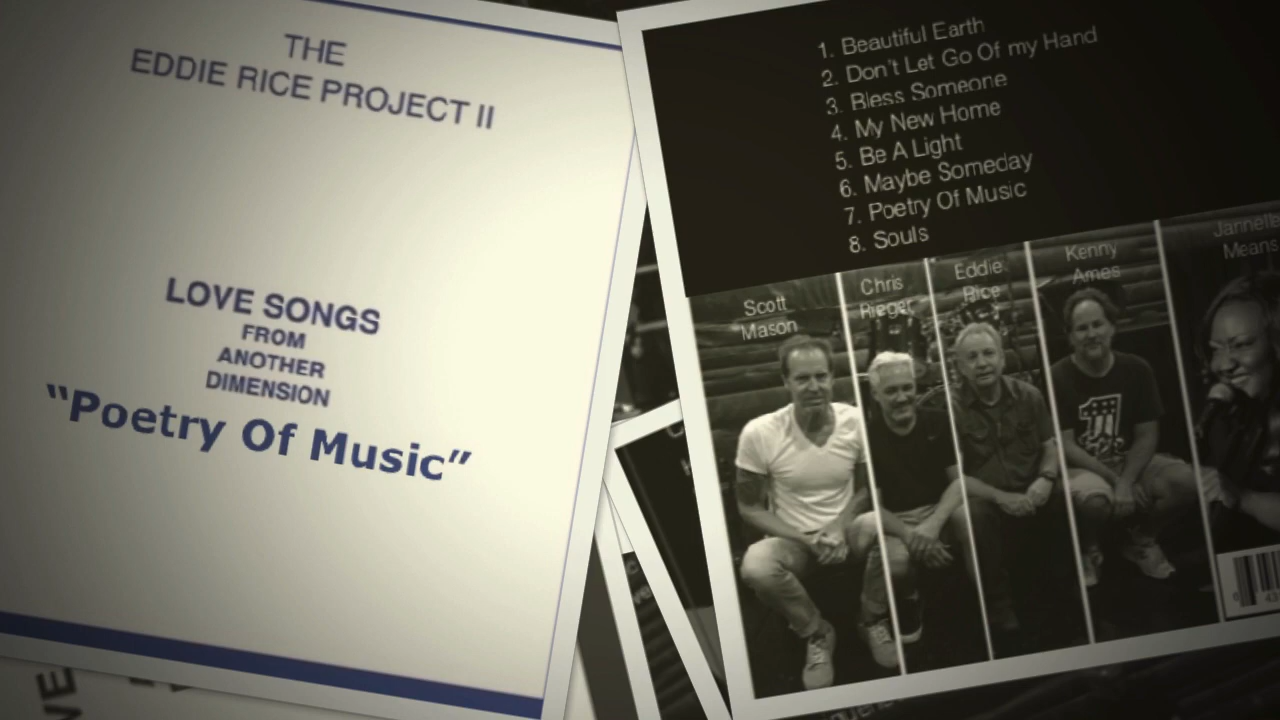 THE
EDDIE RICE PROJECT II
LOVE SONGS
FROM
ANOTHER
DIMENSION
“Poetry Of Music”
1. Beautiful Earth
2. Don't Let Go Of my Hand
3. Bless Someone
4. My New Home
5. Be A Light
6. Maybe Someday
7. Poetry Of Music
8. Souls
Scott
Mason
Chris
Rieger
Eddie
Rice
Kenny
Ames
Jannelle
Means